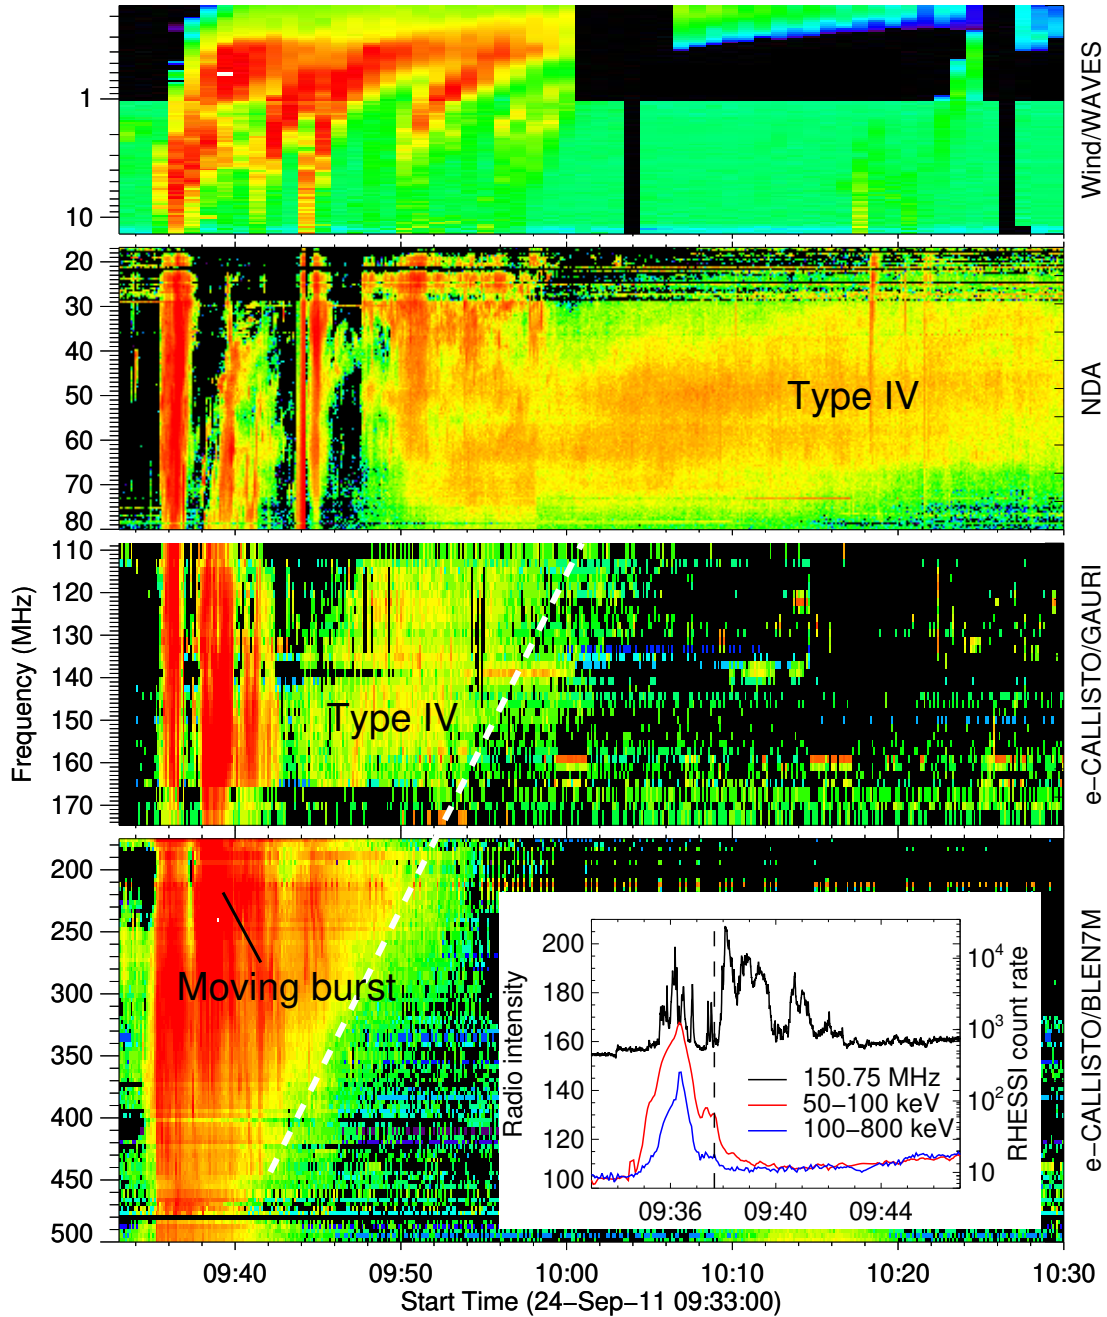 1
10
Wind/WAVES
20
30
40
50
60
70
80
Type IV
NDA
110
120
130
140
150
160
170
Type IV
e−CALLISTO/GAURI
Frequency (MHz)
200
250
300
350
400
450
500
Moving burst
e−CALLISTO/BLEN7M
200
180
160
140
120
100
Radio intensity
10⁴
10³
10²
10
RHESSI count rate
150.75 MHz
50−100 keV
100−800 keV
09:36 09:40 09:44
09:40 09:50 10:00 10:10 10:20 10:30
Start Time (24−Sep−11 09:33:00)